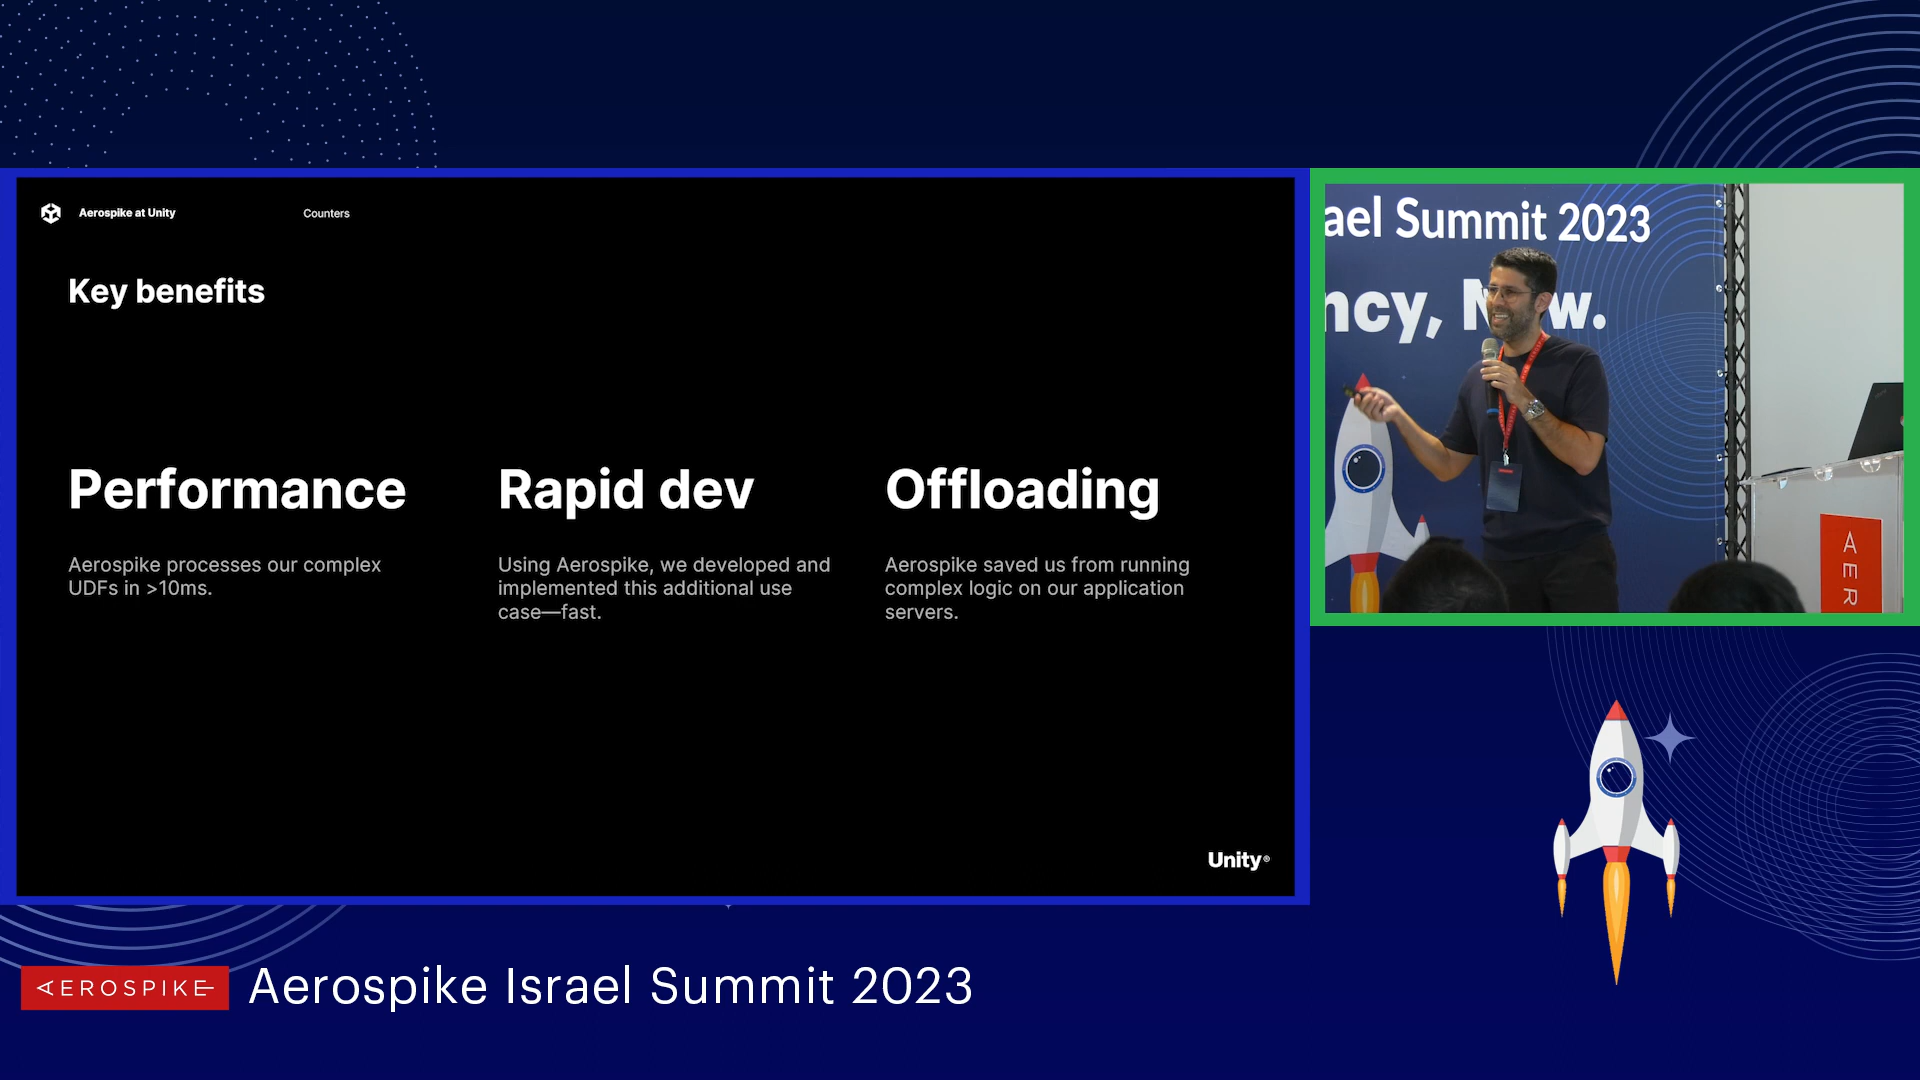 Aerospike at Unity
Counters
Key benefits
Performance
Aerospike processes our complex
UDFs in >10ms.
Rapid dev
Using Aerospike, we developed and
implemented this additional use
case—fast.
Offloading
Aerospike saved us from running
complex logic on our application
servers.
Unity®
ael Summit 2023
ncy, N w.
AER
AEROSPIKE
Aerospike Israel Summit 2023